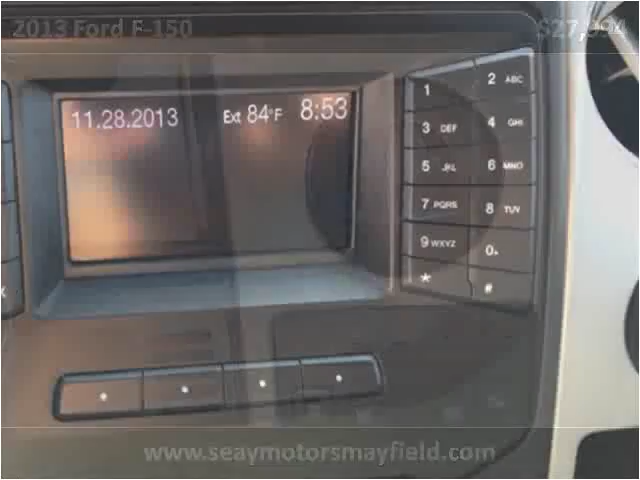 2013 Ford F-150
11.28.2013 Ext 84°F 8:53
1
2 ABC
3 DEF
4 GHI
5 JKL
6 MNO
7 PQRS
8 TUV
9 WXYZ
0+
*
#
www.seaymotorsmayfield.com